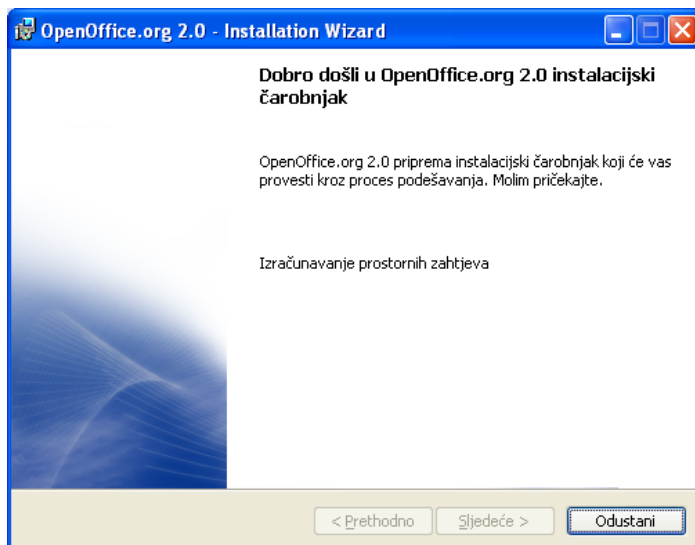 OpenOffice.org 2.0 - Installation Wizard
Dobro došli u OpenOffice.org 2.0 instalacijski
čarobnjak
OpenOffice.org 2.0 priprema instalacijski čarobnjak koji će vas
provesti kroz proces podešavanja. Molim pričekajte.
Izračunavanje prostornih zahtjeva
< Prethodno
Sljedeće >
Odustani